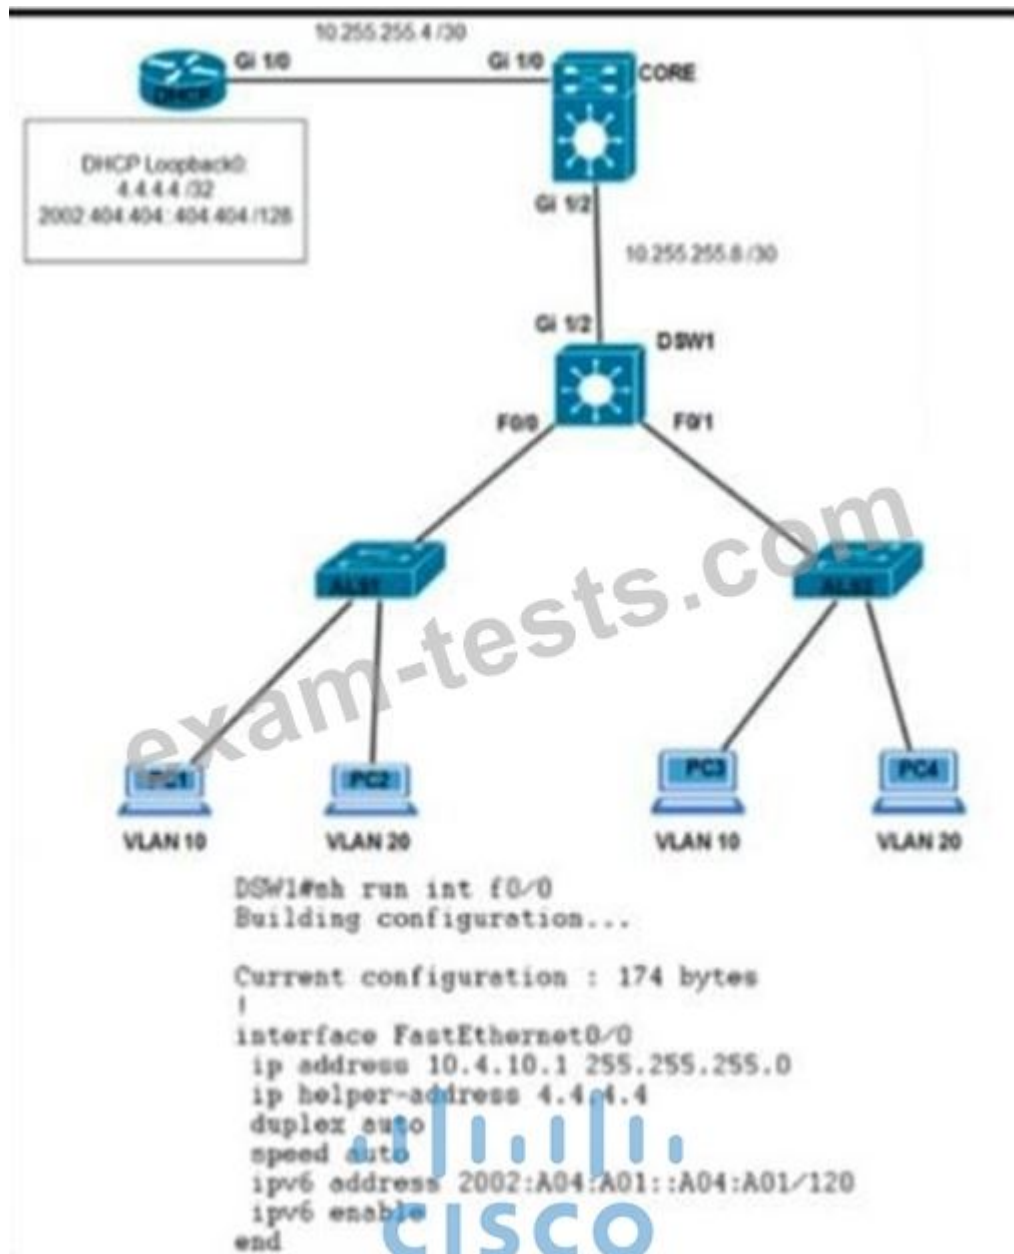 10.255.255.4 /30
Gi 1/0
Gi 1/0
CORE
DHCP
DHCP Loopback0:
4.4.4.4 /32
2002:404:404::404:404 /128
Gi 1/2
10.255.255.8 /30
Gi 1/2
DSW1
F0/0
F0/1
ALS1
ALS2
exam-tests.com
PC1
PC2
PC3
PC4
VLAN 10
VLAN 20
VLAN 10
VLAN 20
DSW1#sh run int f0/0
Building configuration...
Current configuration : 174 bytes
!
interface FastEthernet0/0
ip address 10.4.10.1 255.255.255.0
ip helper-address 4.4.4.4
duplex auto
speed auto
ipv6 address 2002:A04:A01::A04:A01/120
ipv6 enable
end
CISCO